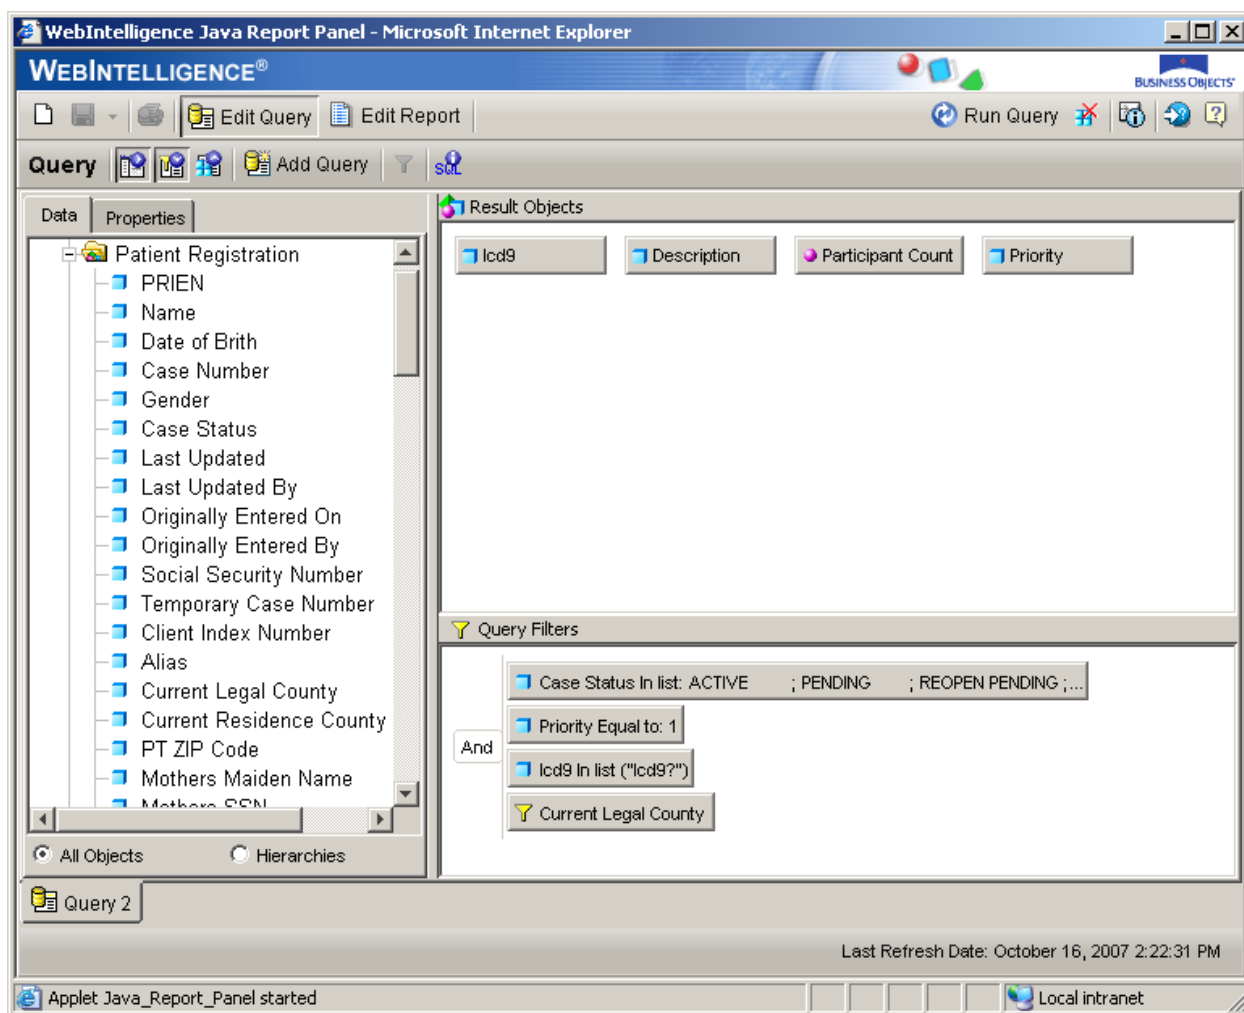 WebIntelligence Java Report Panel - Microsoft Internet Explorer
WEBINTELLIGENCE®
BUSINESS OBJECTS
Edit Query Edit Report Run Query
Query Add Query SQL
Data Properties
Patient Registration
PRIEN
Name
Date of Brith
Case Number
Gender
Case Status
Last Updated
Last Updated By
Originally Entered On
Originally Entered By
Social Security Number
Temporary Case Number
Client Index Number
Alias
Current Legal County
Current Residence County
PT ZIP Code
Mothers Maiden Name
Mothers SSN
All Objects Hierarchies
Result Objects
Icd9 Description Participant Count Priority
Query Filters
And
Case Status In list: ACTIVE ; PENDING ; REOPEN PENDING ;...
Priority Equal to: 1
Icd9 In list ("Icd9?")
Current Legal County
Query 2
Last Refresh Date: October 16, 2007 2:22:31 PM
Applet Java_Report_Panel started Local intranet